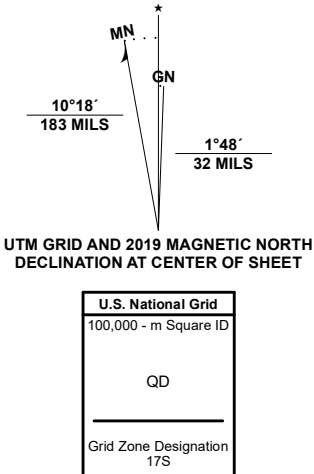 ★
MN
GN
10°18´
183 MILS
1°48´
32 MILS
UTM GRID AND 2019 MAGNETIC NORTH
DECLINATION AT CENTER OF SHEET
U.S. National Grid
100,000 - m Square ID
QD
Grid Zone Designation
17S